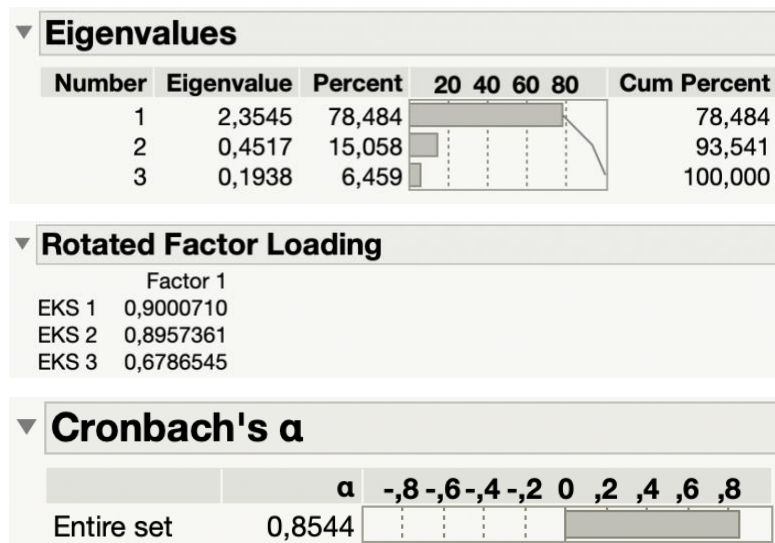 Eigenvalues
Number Eigenvalue Percent 20 40 60 80 Cum Percent
1 2,3545 78,484 78,484
2 0,4517 15,058 93,541
3 0,1938 6,459 100,000
Rotated Factor Loading
Factor 1
EKS 1 0,9000710
EKS 2 0,8957361
EKS 3 0,6786545
Cronbach's α
α -,8 -,6 -,4 -,2 0 ,2 ,4 ,6 ,8
Entire set 0,8544